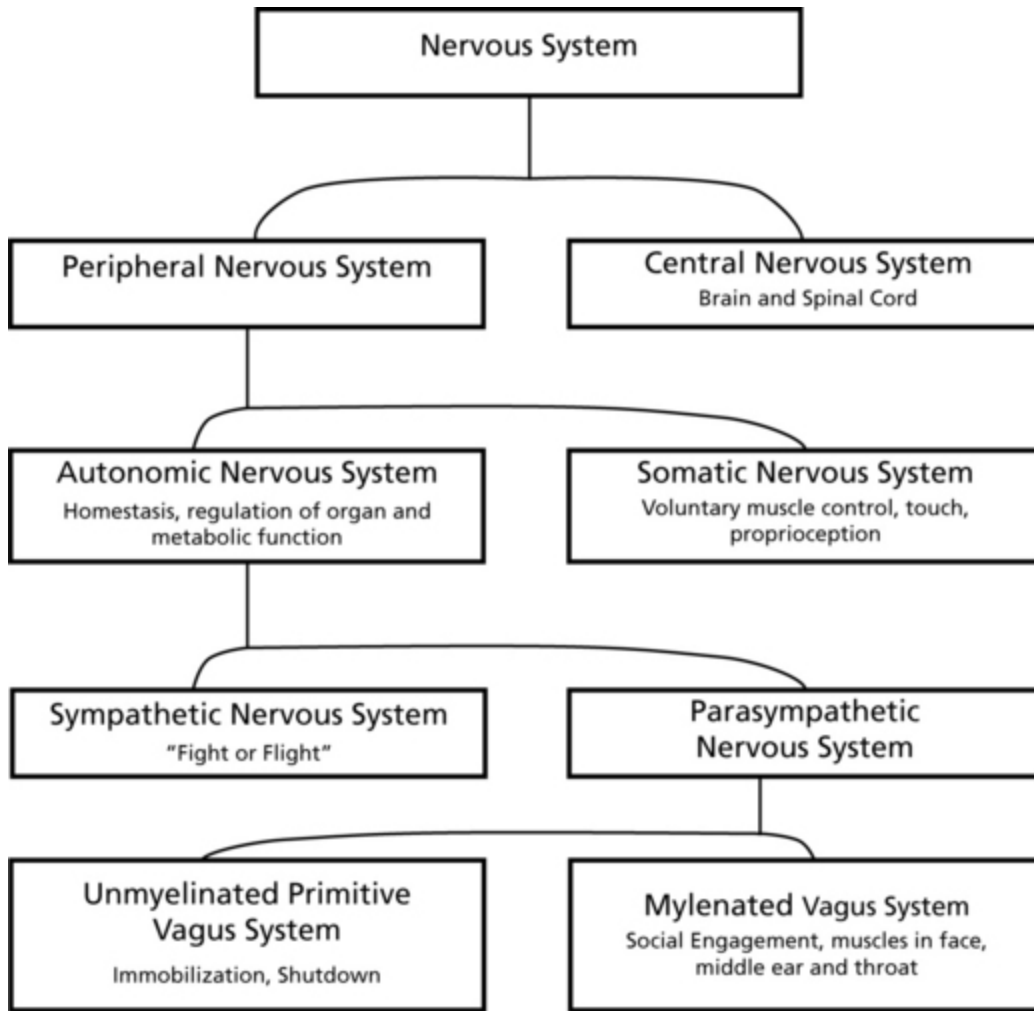 Nervous System
Peripheral Nervous System
Central Nervous System
Brain and Spinal Cord
Autonomic Nervous System
Homestasis, regulation of organ and
metabolic function
Somatic Nervous System
Voluntary muscle control, touch,
proprioception
Sympathetic Nervous System
“Fight or Flight”
Parasympathetic
Nervous System
Unmyelinated Primitive
Vagus System
Immobilization, Shutdown
Mylenated Vagus System
Social Engagement, muscles in face,
middle ear and throat